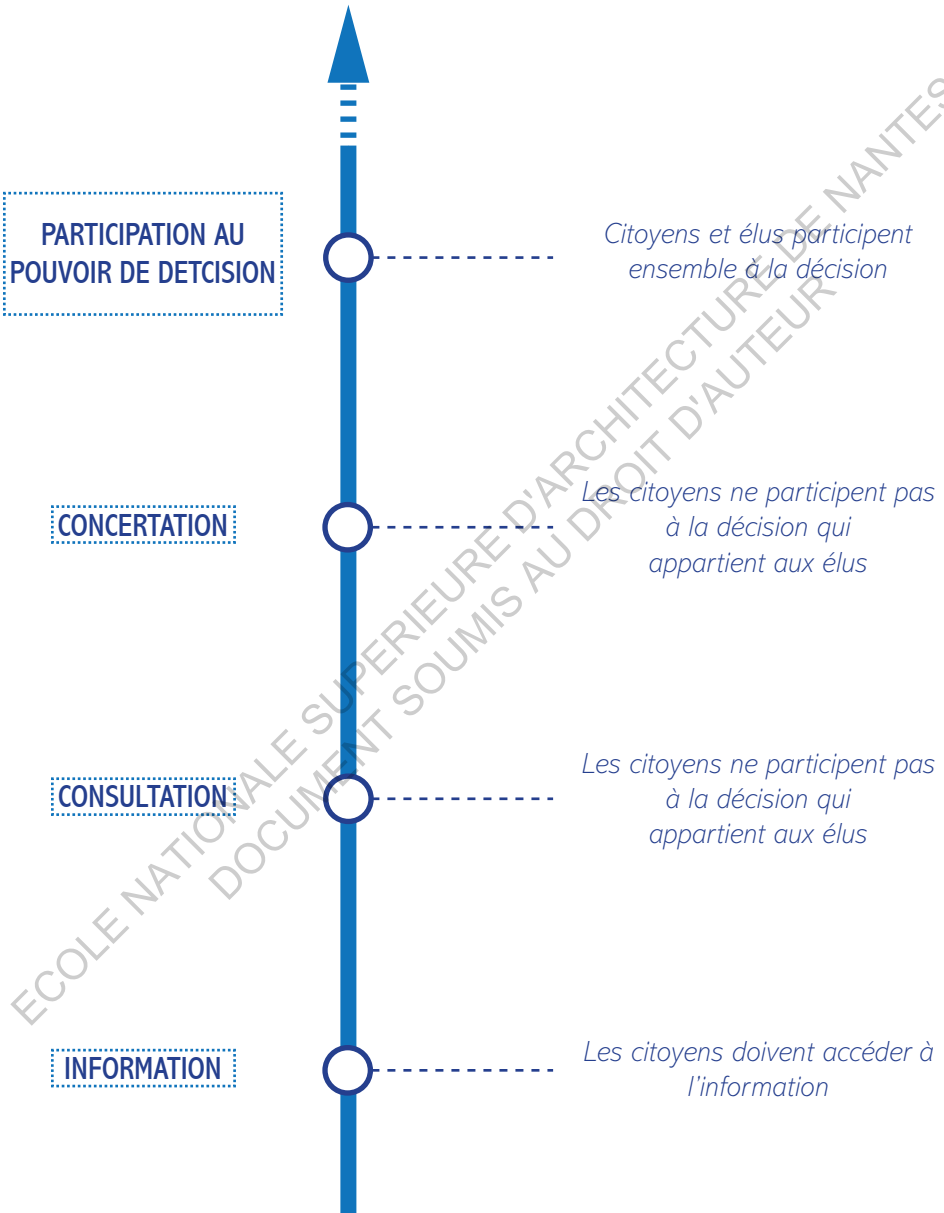 PARTICIPATION AU
POUVOIR DE DETCISION
Citoyens et élus participent
ensemble à la décision
CONCERTATION
Les citoyens ne participent pas
à la décision qui
appartient aux élus
CONSULTATION
Les citoyens ne participent pas
à la décision qui
appartient aux élus
INFORMATION
Les citoyens doivent accéder à
l'information
ECOLE NATIONALE SUPERIEURE D'ARCHITECTURE DE NANTES
DOCUMENT SOUMIS AU DROIT D'AUTEUR